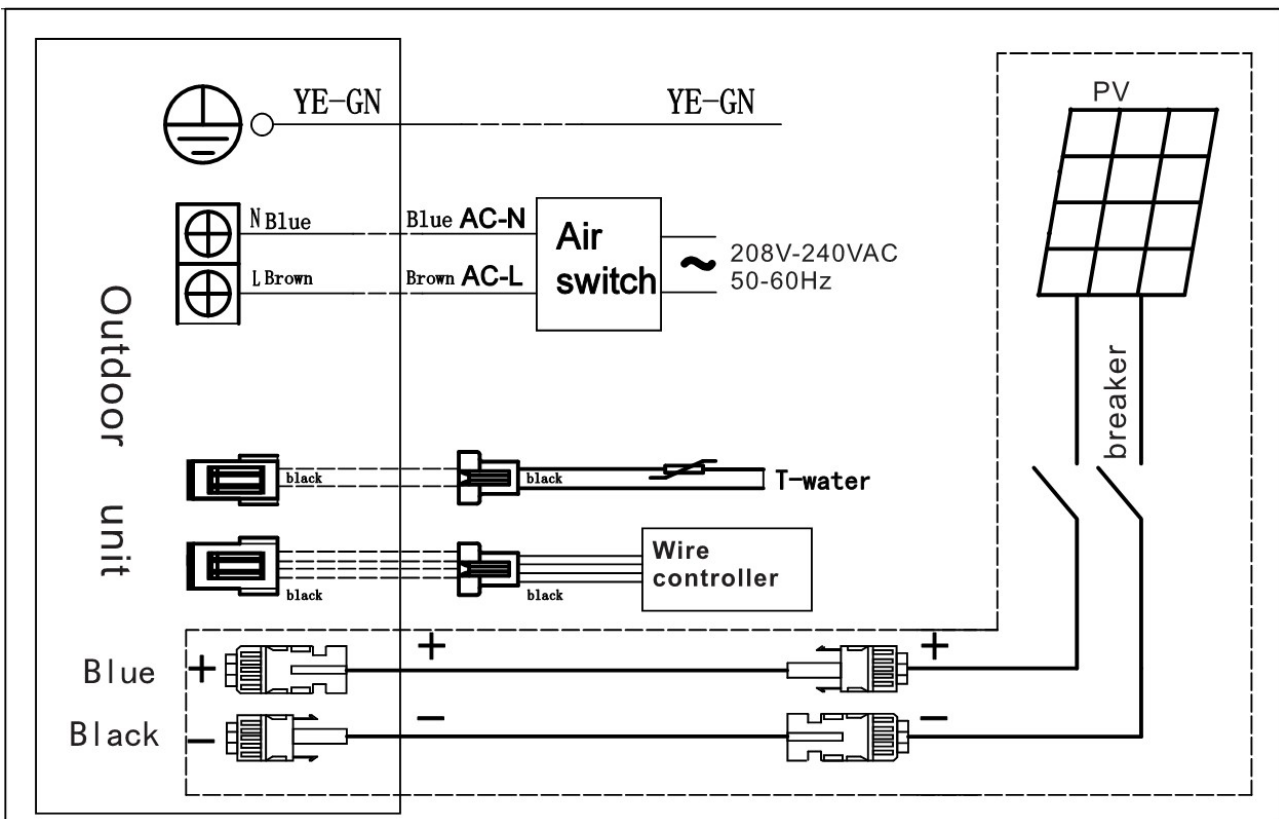 YE-GN YE-GN
PV
N Blue Blue AC-N
Air
switch
L Brown Brown AC-L
~ 208V-240VAC
50-60Hz
breaker
Outdoor unit
black black T-water
Wire
controller
black black
Blue + + +
Black - - -